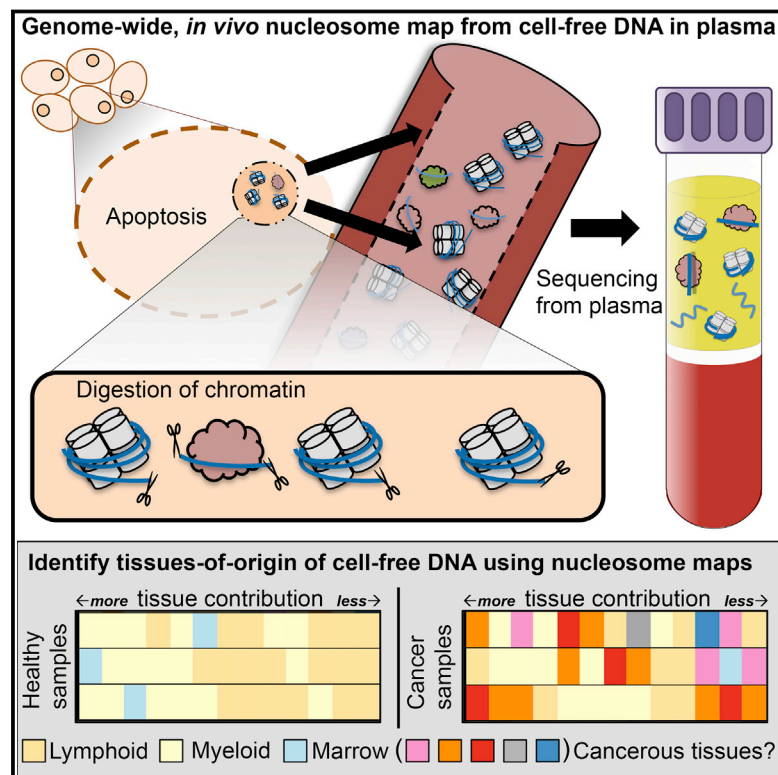 Genome-wide, in vivo nucleosome map from cell-free DNA in plasma
Apoptosis
Sequencing
from plasma
Digestion of chromatin
Identify tissues-of-origin of cell-free DNA using nucleosome maps
←more tissue contribution less→
Healthy
samples
←more tissue contribution less→
Cancer
samples
Lymphoid Myeloid Marrow ( ) Cancerous tissues?